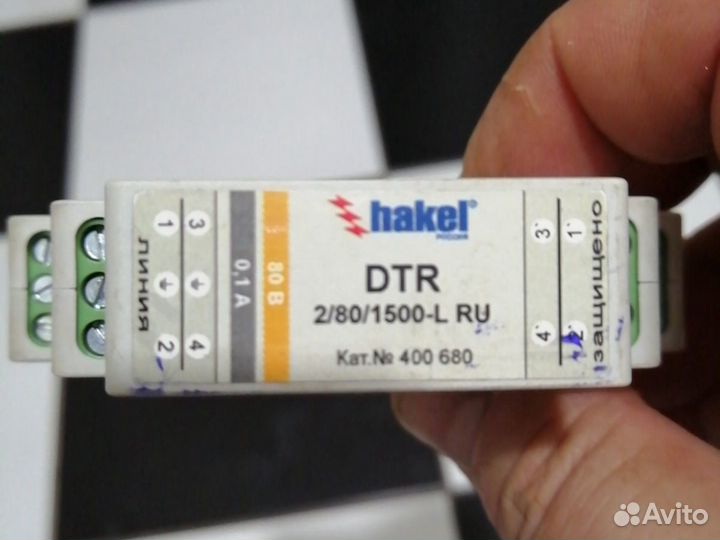 hakel®
РОССИЯ
DTR
2/80/1500-L RU
Кат.№ 400 680
ЛИНИЯ
1 2
3 4
0,1 А
80 В
3' 4'
1' 2'
защищено
Avito